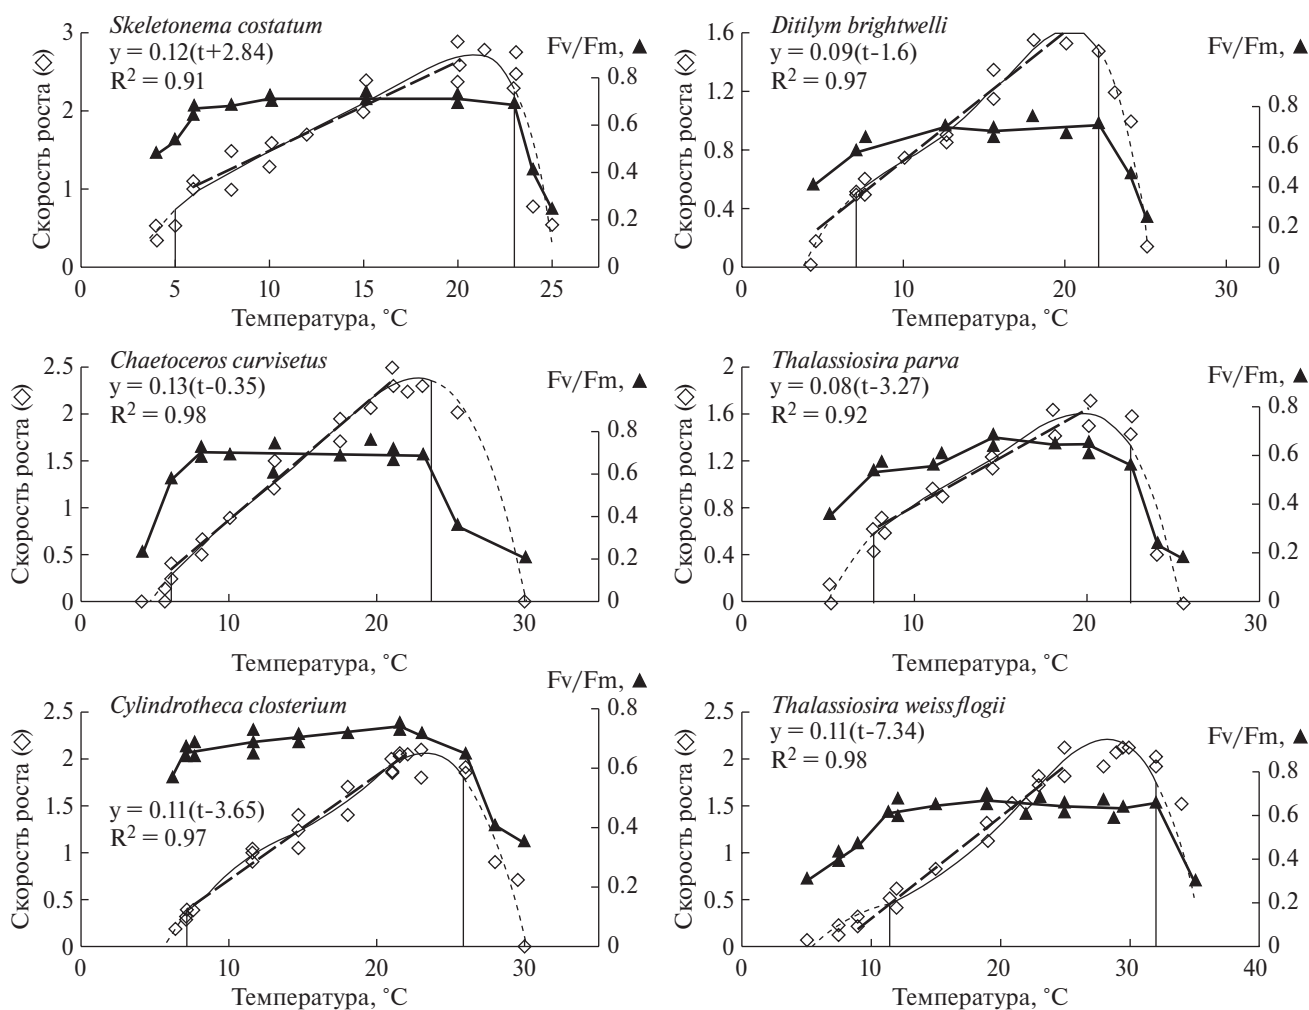 Skeletonema costatum
y = 0.12(t+2.84)
R2 = 0.91
Fv/Fm, ▲
Скорость роста (◇)
3
2
1
0
0.8
0.6
0.4
0.2
0
0 5 10 15 20 25
Температура, ˚C
Ditilym brightwelli
y = 0.09(t-1.6)
R2 = 0.97
Fv/Fm, ▲
Скорость роста (◇)
1.6
1.2
0.8
0.4
0
0.8
0.6
0.4
0.2
0
0 10 20 30
Температура, ˚C
Chaetoceros curvisetus
y = 0.13(t-0.35)
R2 = 0.98
Fv/Fm, ▲
Скорость роста (◇)
2.5
2
1.5
1
0.5
0
0.8
0.6
0.4
0.2
0
0 10 20 30
Температура, ˚C
Thalassiosira parva
y = 0.08(t-3.27)
R2 = 0.92
Fv/Fm, ▲
Скорость роста (◇)
2
1.6
1.2
0.8
0.4
0
0.8
0.6
0.4
0.2
0
0 10 20 30
Температура, ˚C
Cylindrotheca closterium
y = 0.11(t-3.65)
R2 = 0.97
Fv/Fm, ▲
Скорость роста (◇)
2.5
2
1.5
1
0.5
0
0.8
0.6
0.4
0.2
0
0 10 20 30
Температура, ˚C
Thalassiosira weissflogii
y = 0.11(t-7.34)
R2 = 0.98
Fv/Fm, ▲
Скорость роста (◇)
2.5
2
1.5
1
0.5
0
0.8
0.6
0.4
0.2
0
0 10 20 30 40
Температура, ˚C